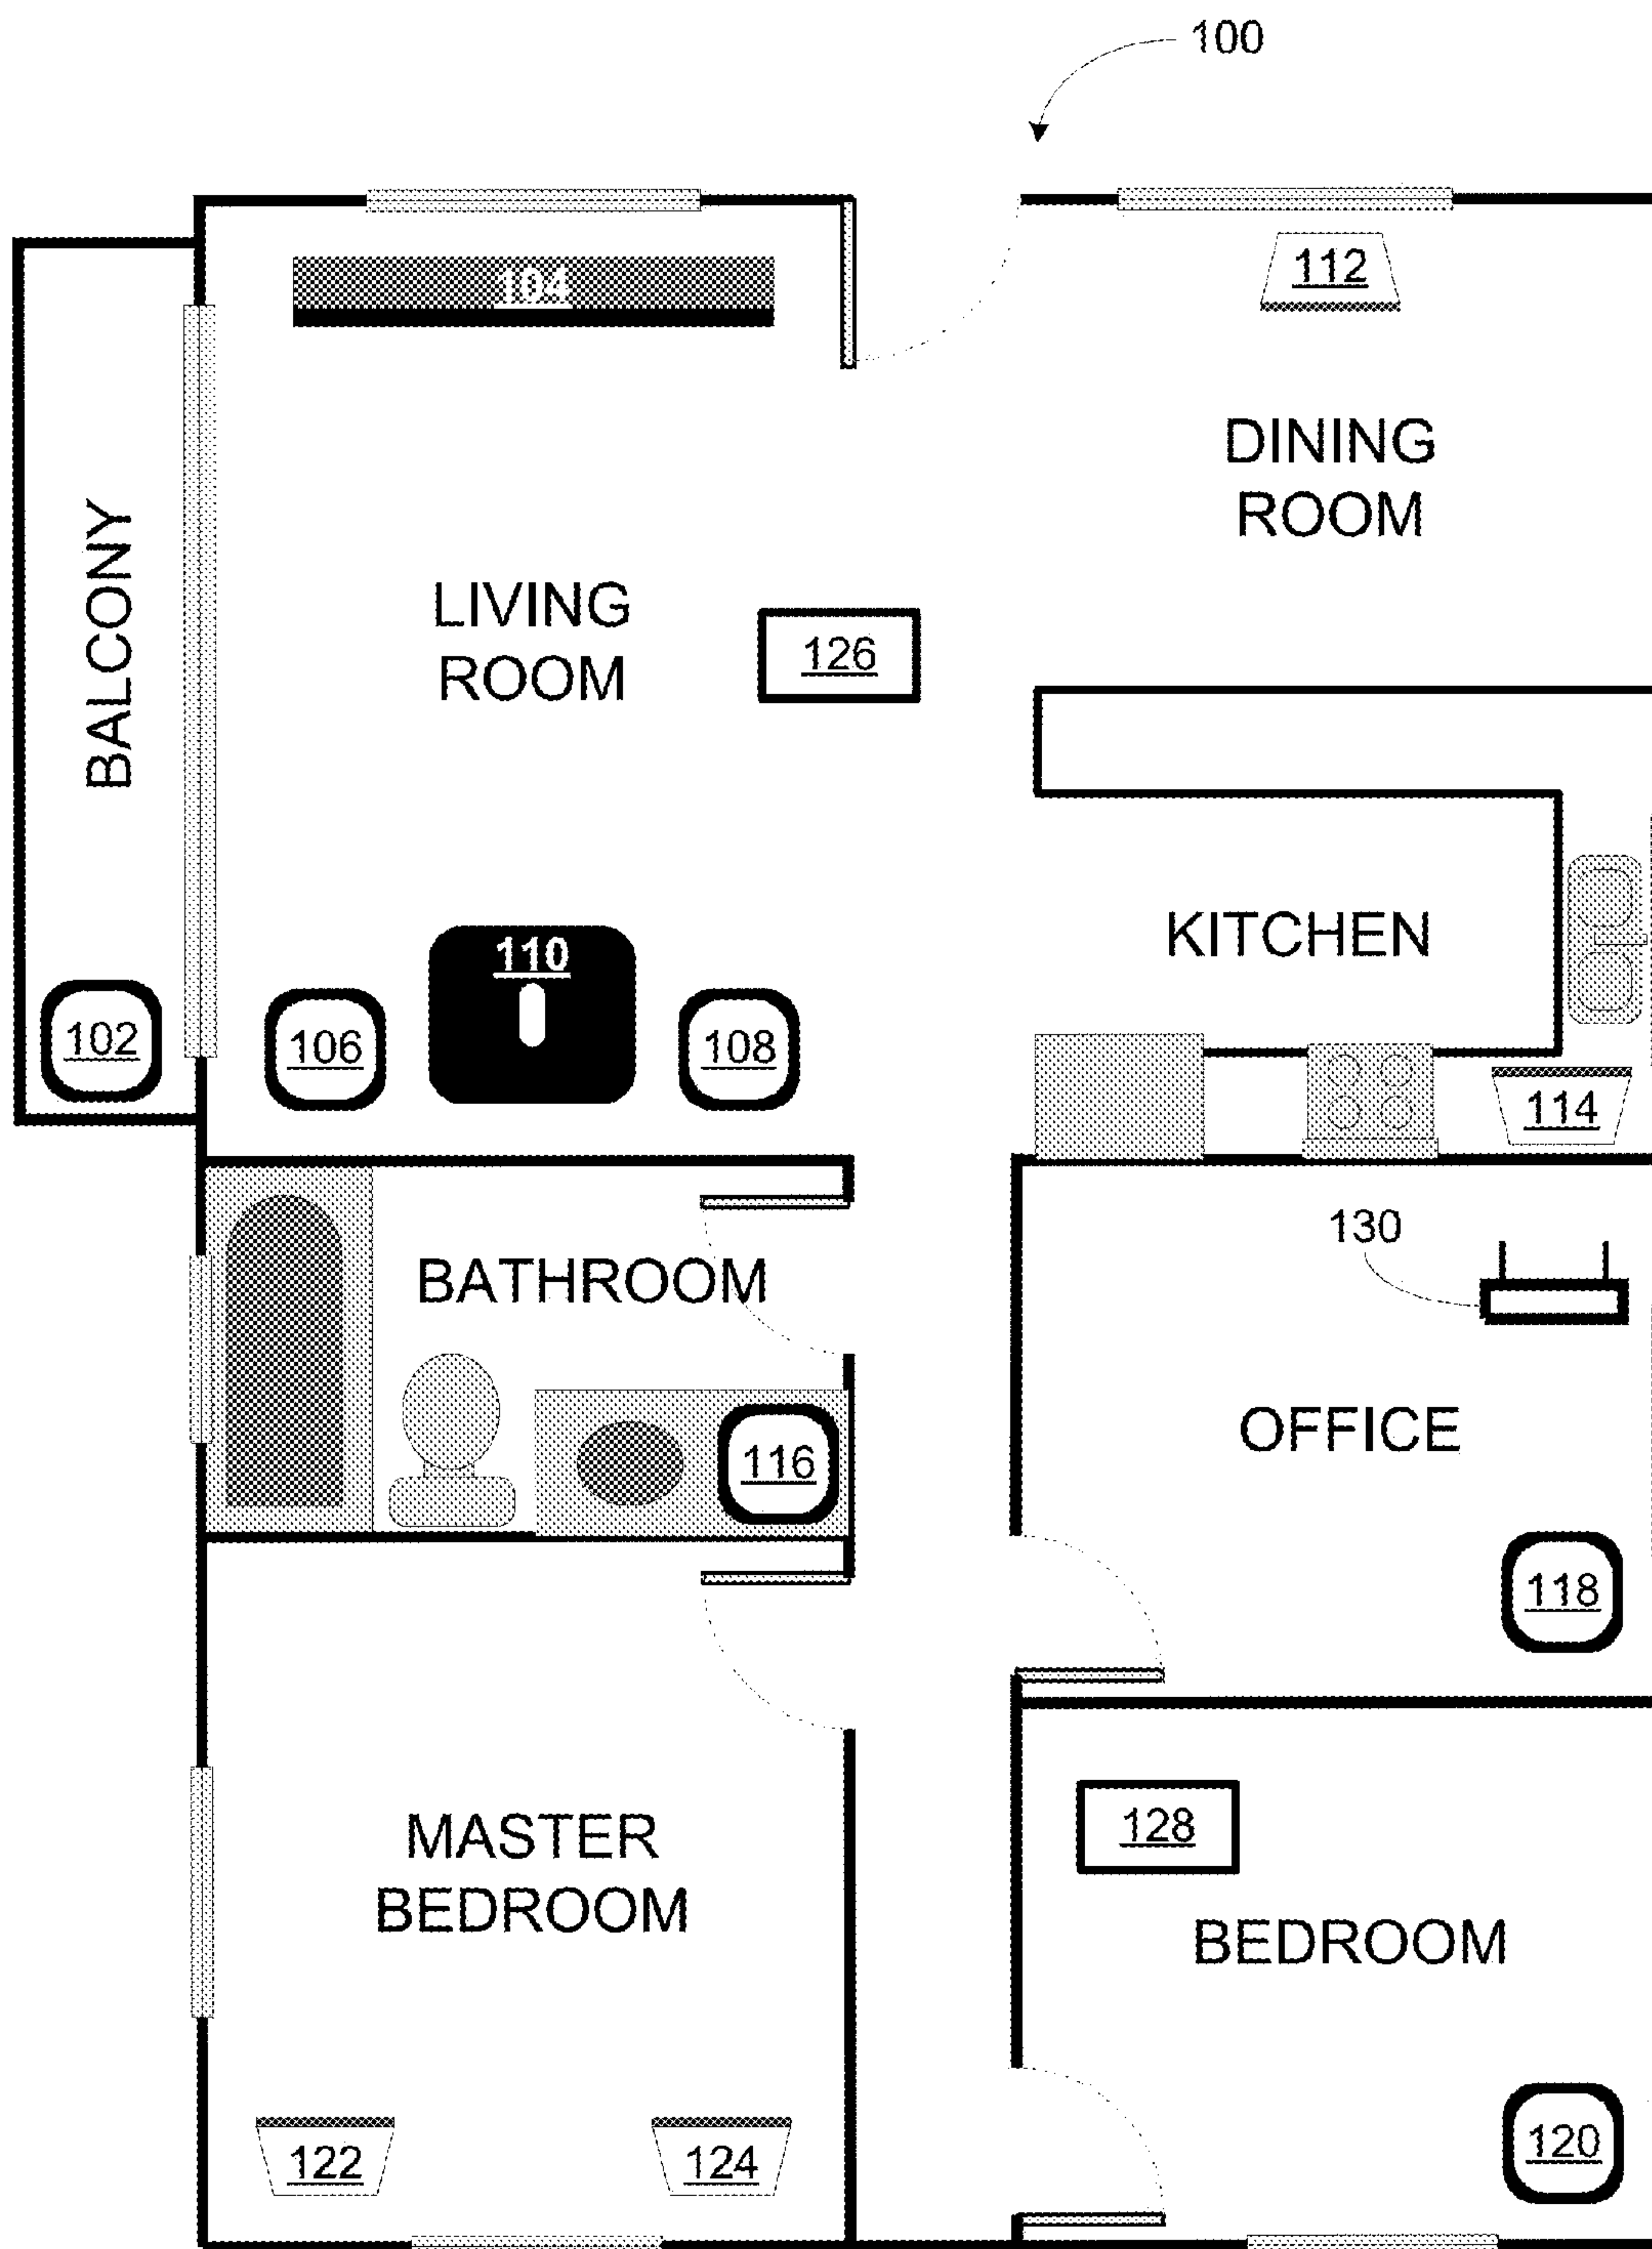 100
104
112
DINING
ROOM
BALCONY
LIVING
ROOM
126
KITCHEN
110
102
106
108
114
130
BATHROOM
OFFICE
116
118
128
MASTER
BEDROOM
BEDROOM
122
124
120